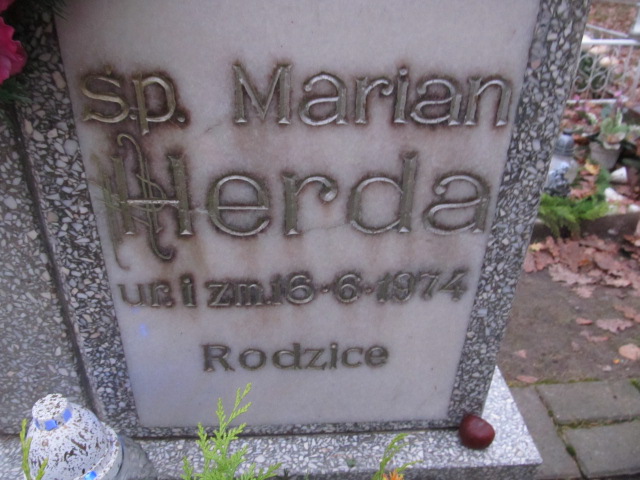 s.p. Marian
Herda
ur. i zm. 16·6·1974
Rodzice